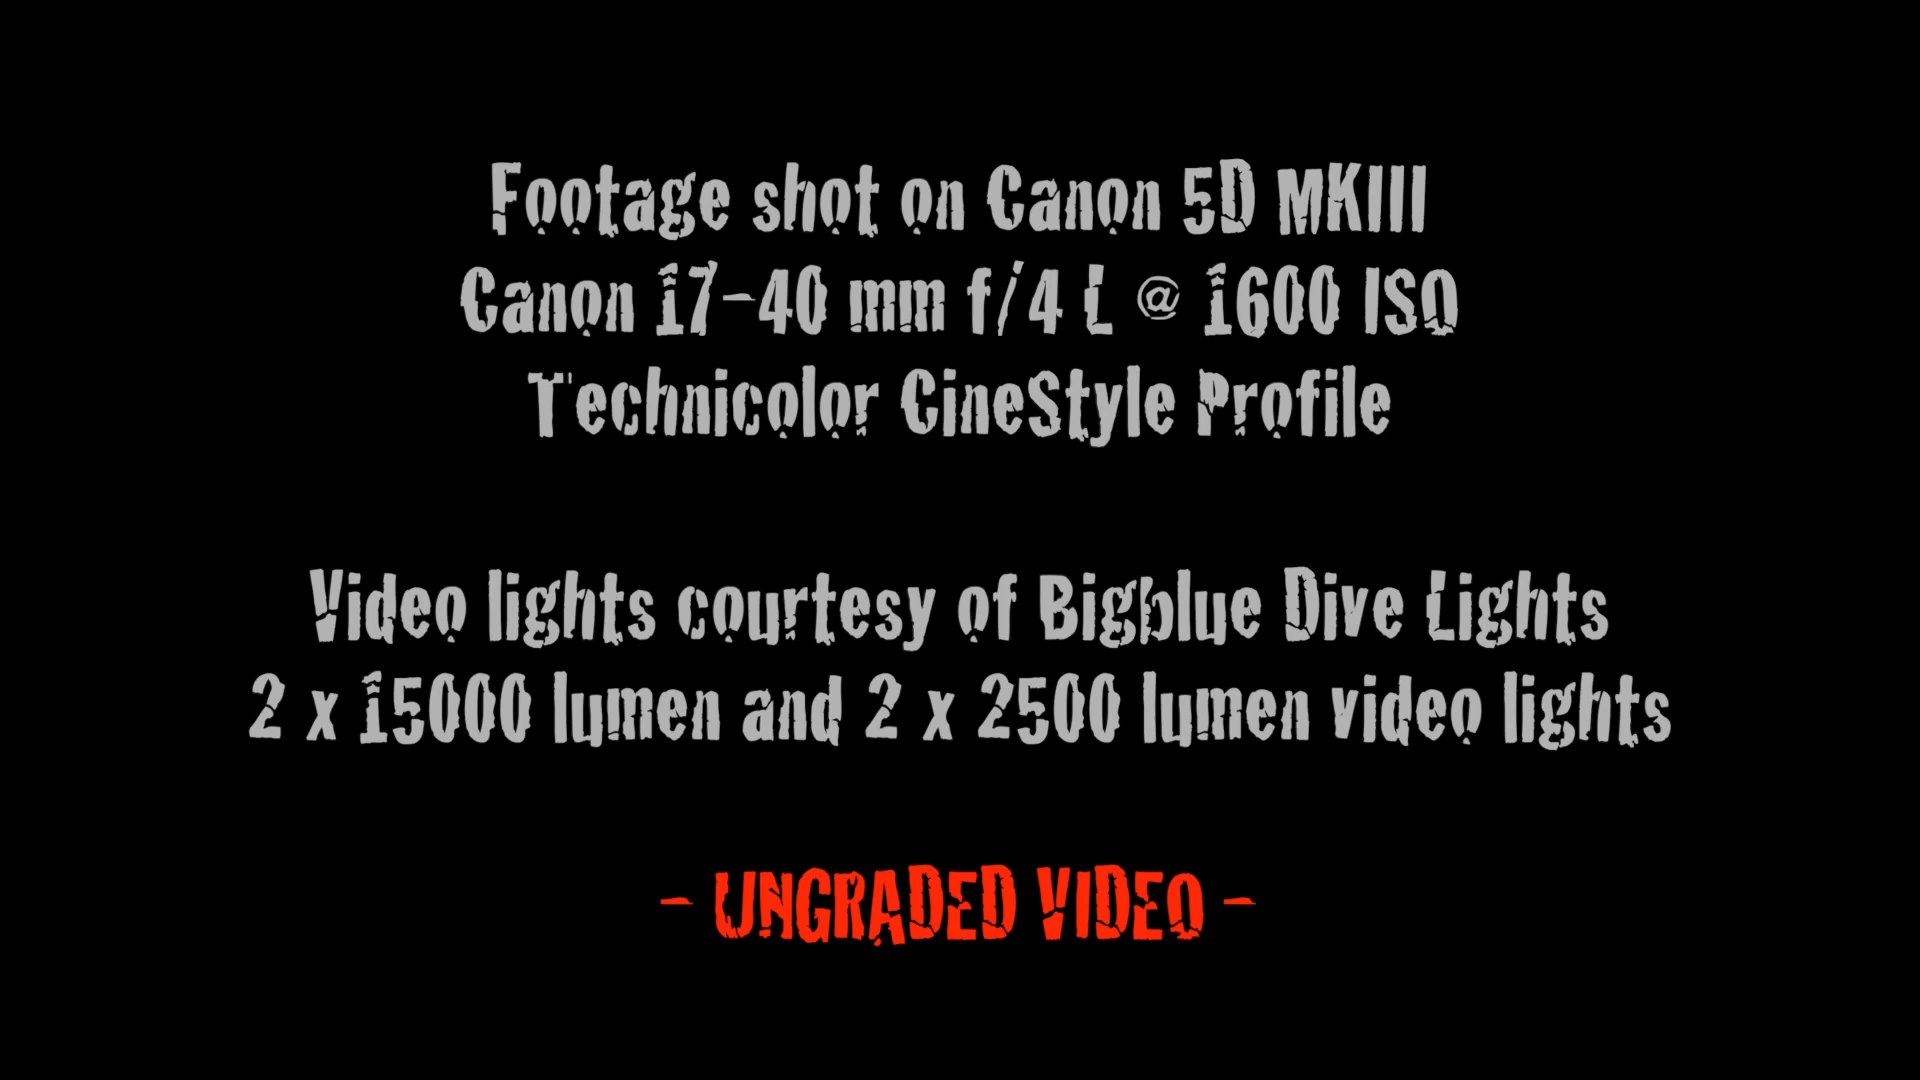 Footage shot on Canon 5D MKIII
Canon 17-40 mm f/4 L @ 1600 ISO
Technicolor CineStyle Profile
Video lights courtesy of Bigblue Dive Lights
2 x 15000 lumen and 2 x 2500 lumen video lights
- UNGRADED VIDEO -